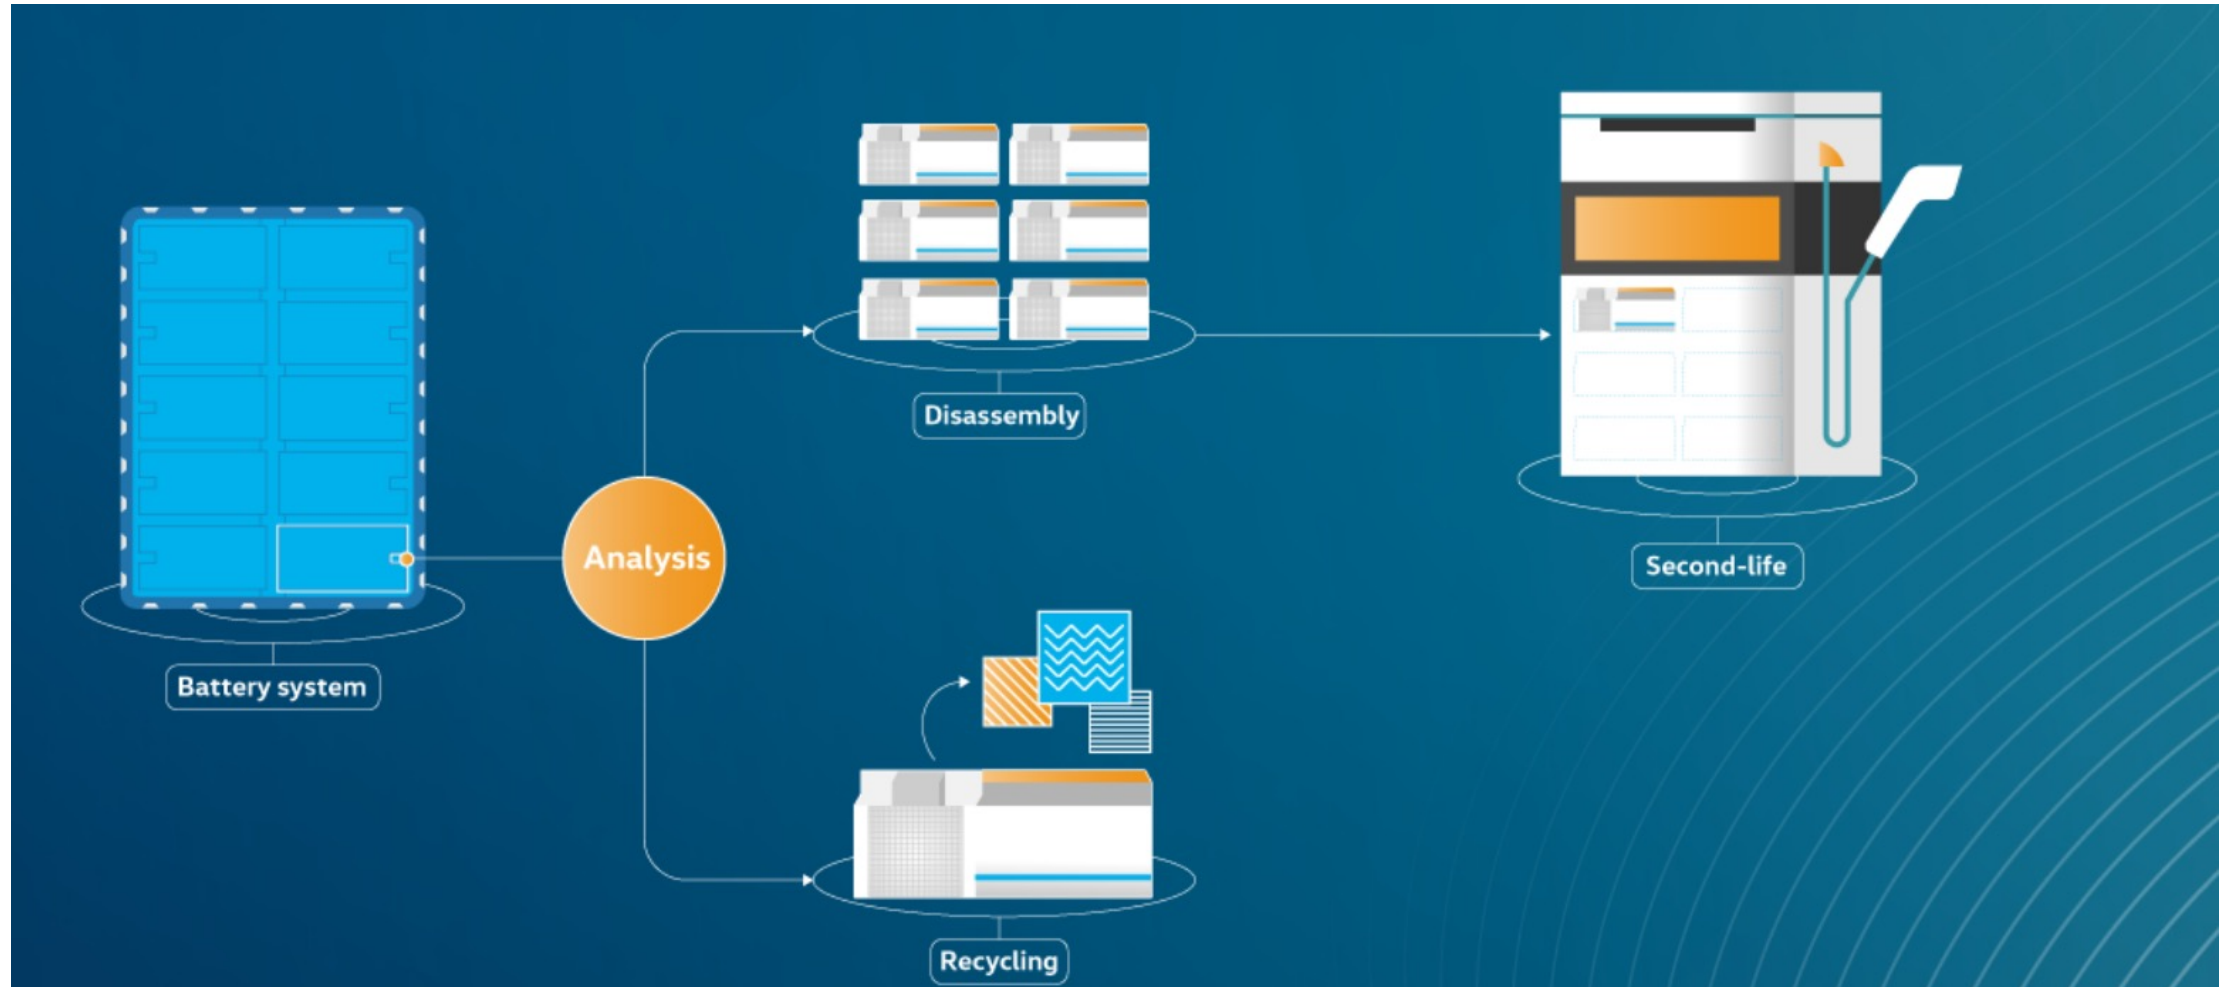 Disassembly
Analysis
Second-life
Battery system
Recycling